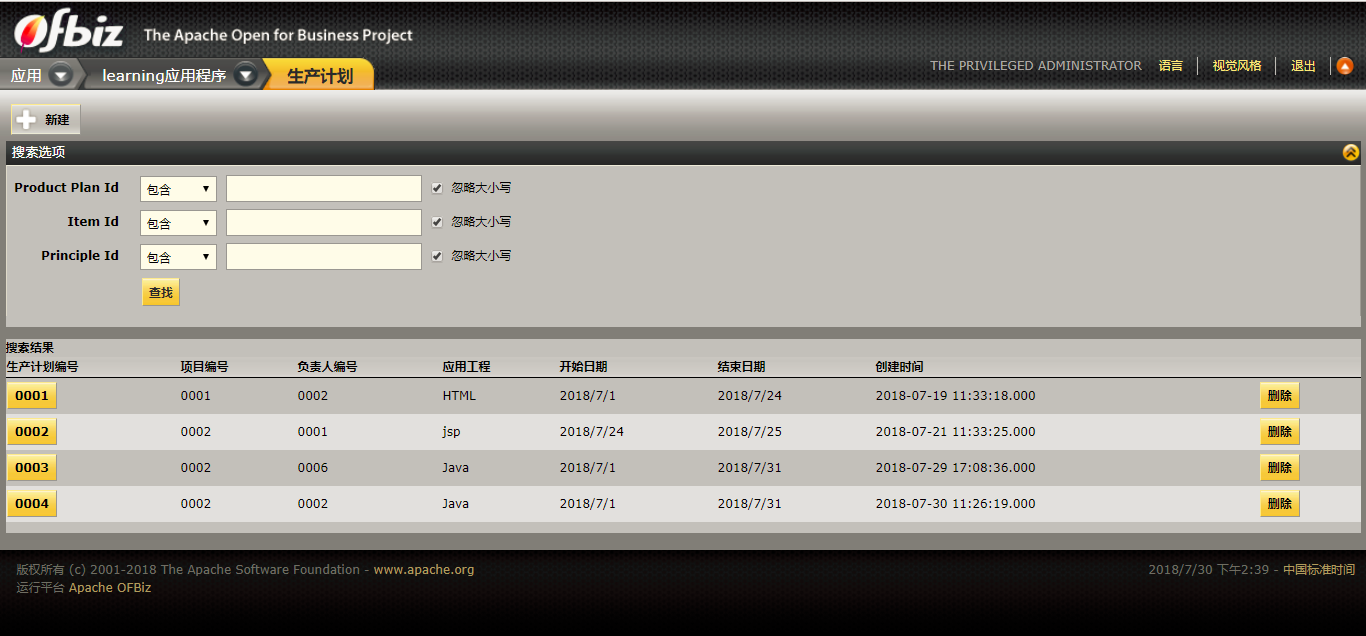 Ofbiz The Apache Open for Business Project
应用 learning应用程序 生产计划
THE PRIVILEGED ADMINISTRATOR 语言 视觉风格 退出
新建
搜索选项
Product Plan Id 包含 忽略大小写
Item Id 包含 忽略大小写
Principle Id 包含 忽略大小写
查找
搜索结果
生产计划编号 项目编号 负责人编号 应用工程 开始日期 结束日期 创建时间
0001 0001 0002 HTML 2018/7/1 2018/7/24 2018-07-19 11:33:18.000 删除
0002 0002 0001 jsp 2018/7/24 2018/7/25 2018-07-21 11:33:25.000 删除
0003 0002 0006 Java 2018/7/1 2018/7/31 2018-07-29 17:08:36.000 删除
0004 0002 0002 Java 2018/7/1 2018/7/31 2018-07-30 11:26:19.000 删除
版权所有 (c) 2001-2018 The Apache Software Foundation - www.apache.org 2018/7/30 下午2:39 - 中国标准时间
运行平台 Apache OFBiz